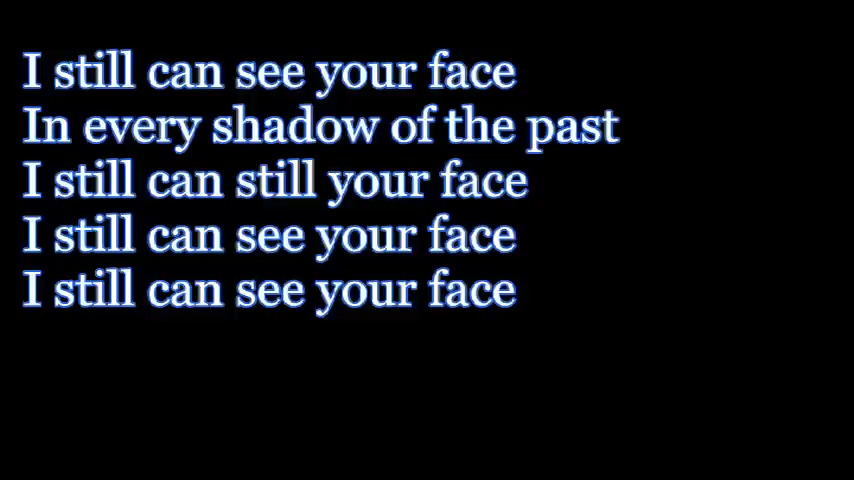 I still can see your face
In every shadow of the past
I still can still your face
I still can see your face
I still can see your face